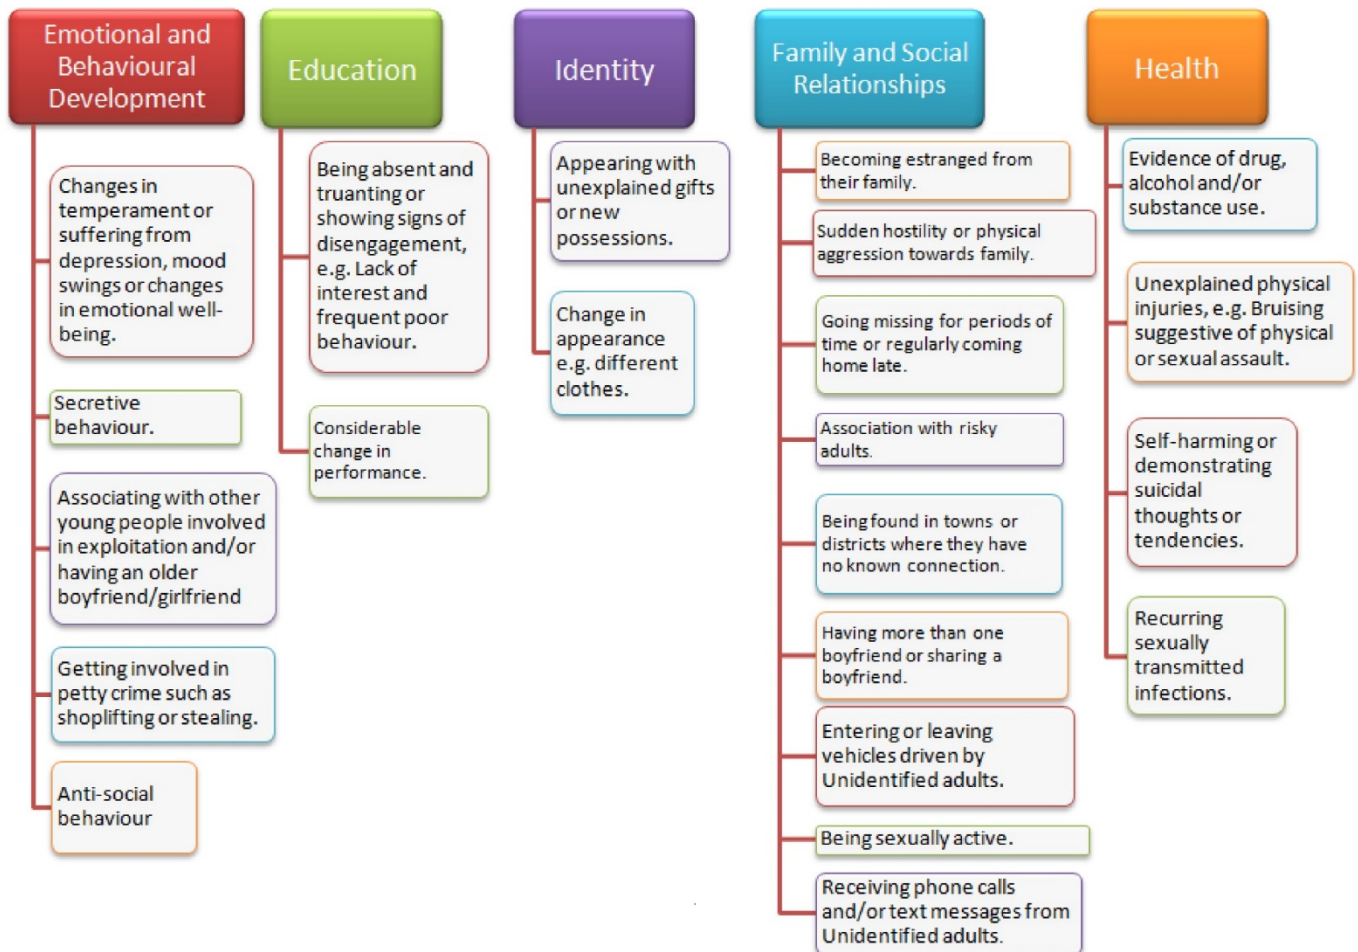 Emotional and
Behavioural
Development
Changes in
temperament or
suffering from
depression, mood
swings or changes
in emotional well-
being.
Secretive
behaviour.
Associating with other
young people involved
in exploitation and/or
having an older
boyfriend/girlfriend
Getting involved in
petty crime such as
shoplifting or stealing.
Anti-social
behaviour
Education
Being absent and
truanting or
showing signs of
disengagement,
e.g. Lack of
interest and
frequent poor
behaviour.
Considerable
change in
performance.
Identity
Appearing with
unexplained gifts
or new
possessions.
Change in
appearance
e.g. different
clothes.
Family and Social
Relationships
Becoming estranged from
their family.
Sudden hostility or physical
aggression towards family.
Going missing for periods of
time or regularly coming
home late.
Association with risky
adults.
Being found in towns or
districts where they have
no known connection.
Having more than one
boyfriend or sharing a
boyfriend.
Entering or leaving
vehicles driven by
Unidentified adults.
Being sexually active.
Receiving phone calls
and/or text messages from
Unidentified adults.
Health
Evidence of drug,
alcohol and/or
substance use.
Unexplained physical
injuries, e.g. Bruising
suggestive of physical
or sexual assault.
Self-harming or
demonstrating
suicidal
thoughts or
tendencies.
Recurring
sexually
transmitted
infections.